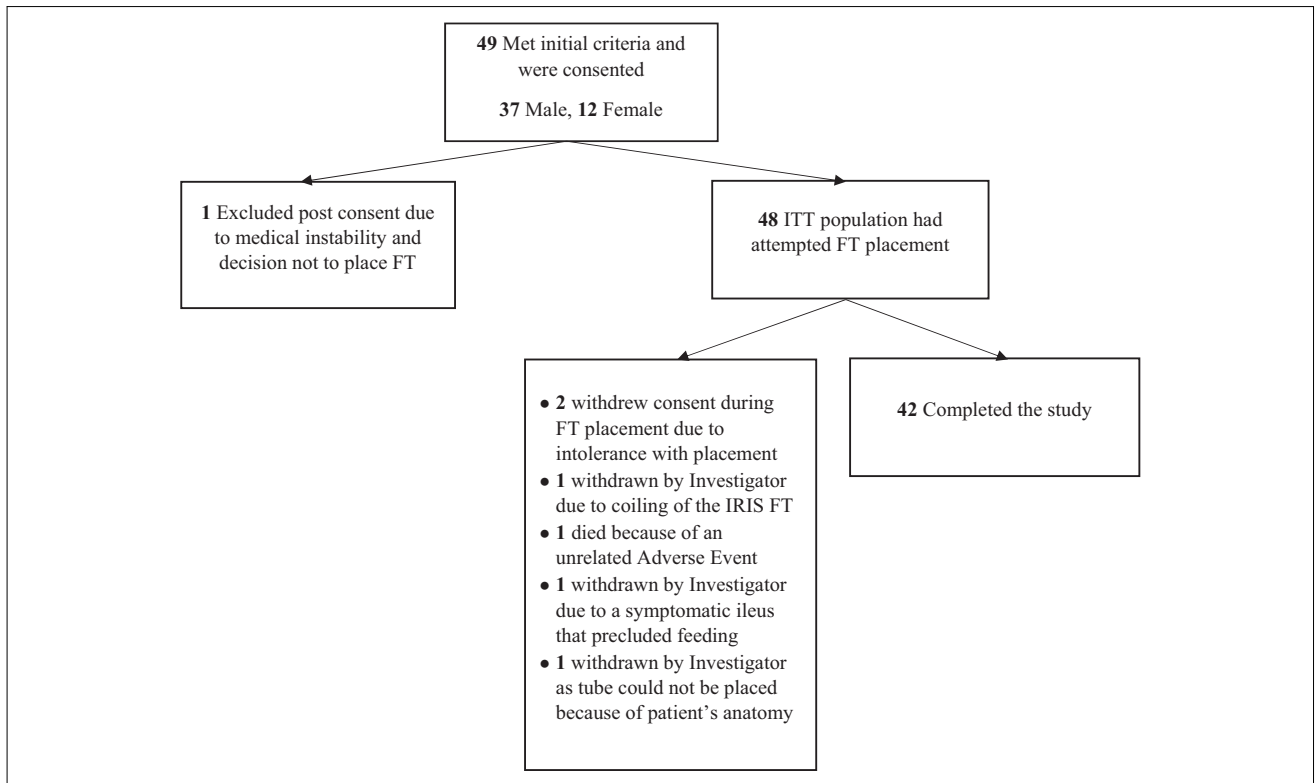 49 Met initial criteria and
were consented
37 Male, 12 Female
1 Excluded post consent due
to medical instability and
decision not to place FT
48 ITT population had
attempted FT placement
● 2 withdrew consent during
FT placement due to
intolerance with placement
● 1 withdrawn by Investigator
due to coiling of the IRIS FT
● 1 died because of an
unrelated Adverse Event
● 1 withdrawn by Investigator
due to a symptomatic ileus
that precluded feeding
● 1 withdrawn by Investigator
as tube could not be placed
because of patient’s anatomy
42 Completed the study